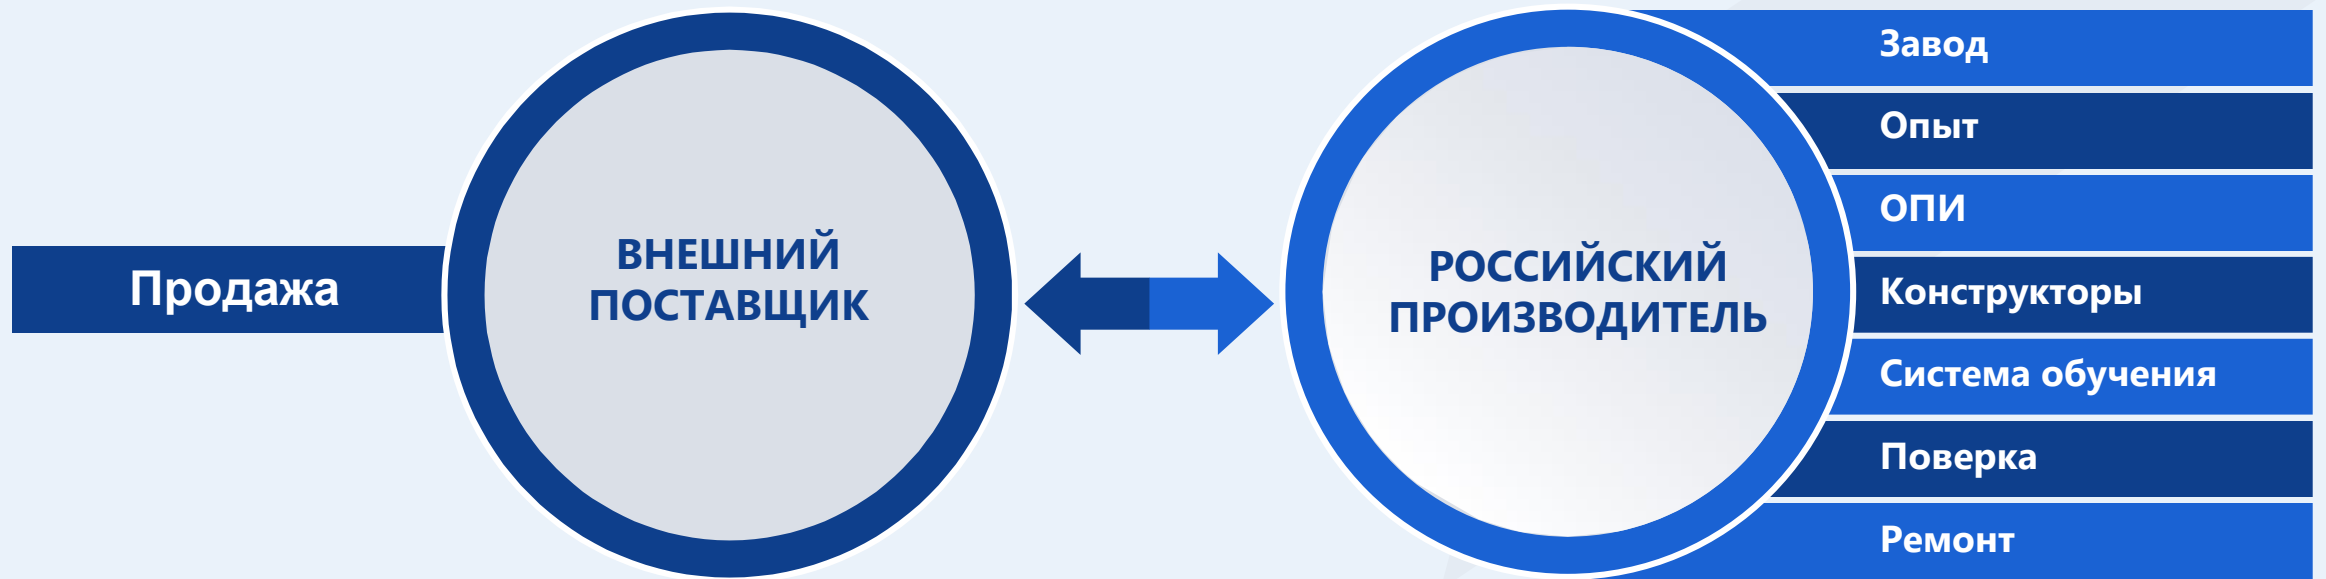 Продажа
ВНЕШНИЙ
ПОСТАВЩИК
РОССИЙСКИЙ
ПРОИЗВОДИТЕЛЬ
Завод
Опыт
ОПИ
Конструкторы
Система обучения
Поверка
Ремонт